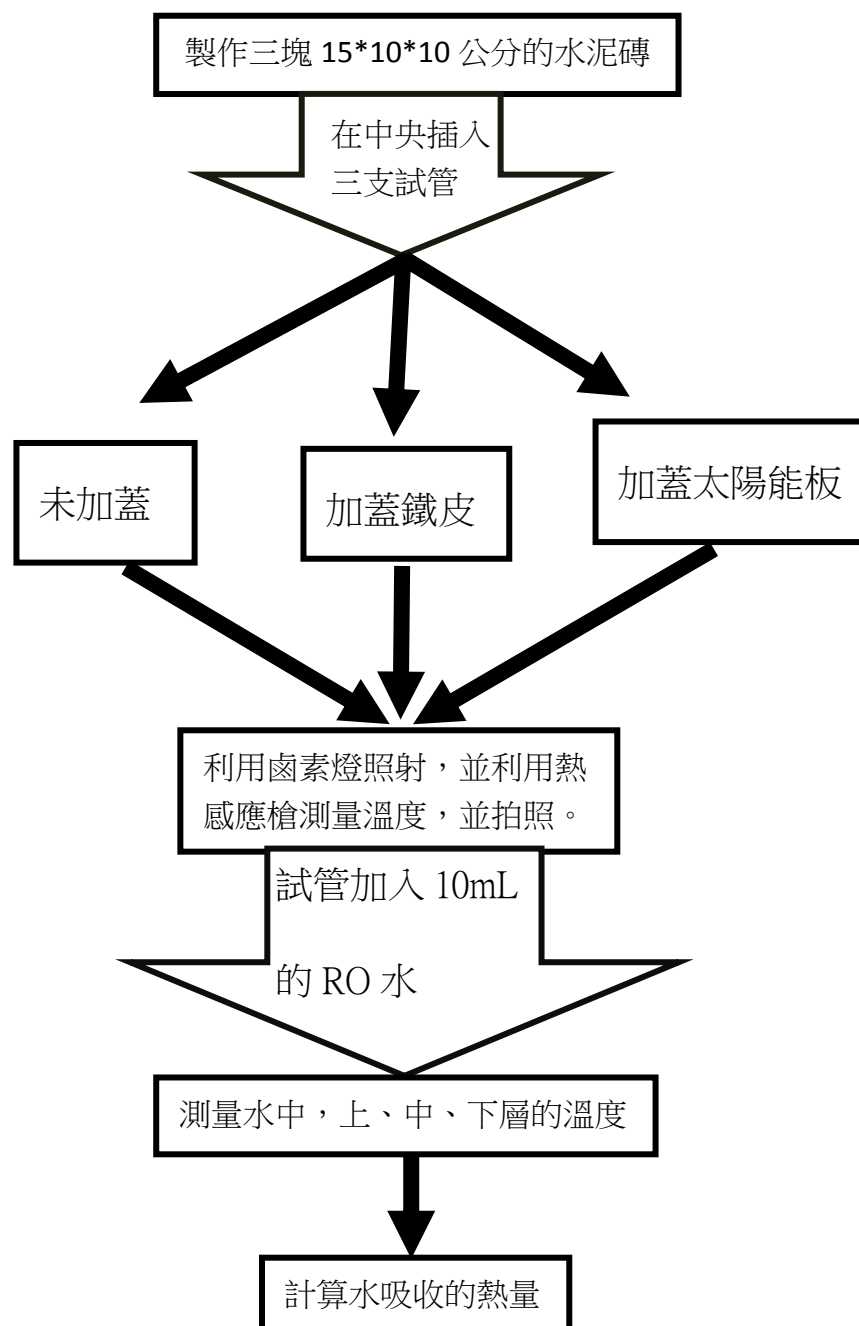 製作三塊 15*10*10 公分的水泥磚
在中央插入
三支試管
未加蓋
加蓋鐵皮
加蓋太陽能板
利用鹵素燈照射，並利用熱
感應槍測量溫度，並拍照。
試管加入 10mL
的 RO 水
測量水中，上、中、下層的溫度
計算水吸收的熱量